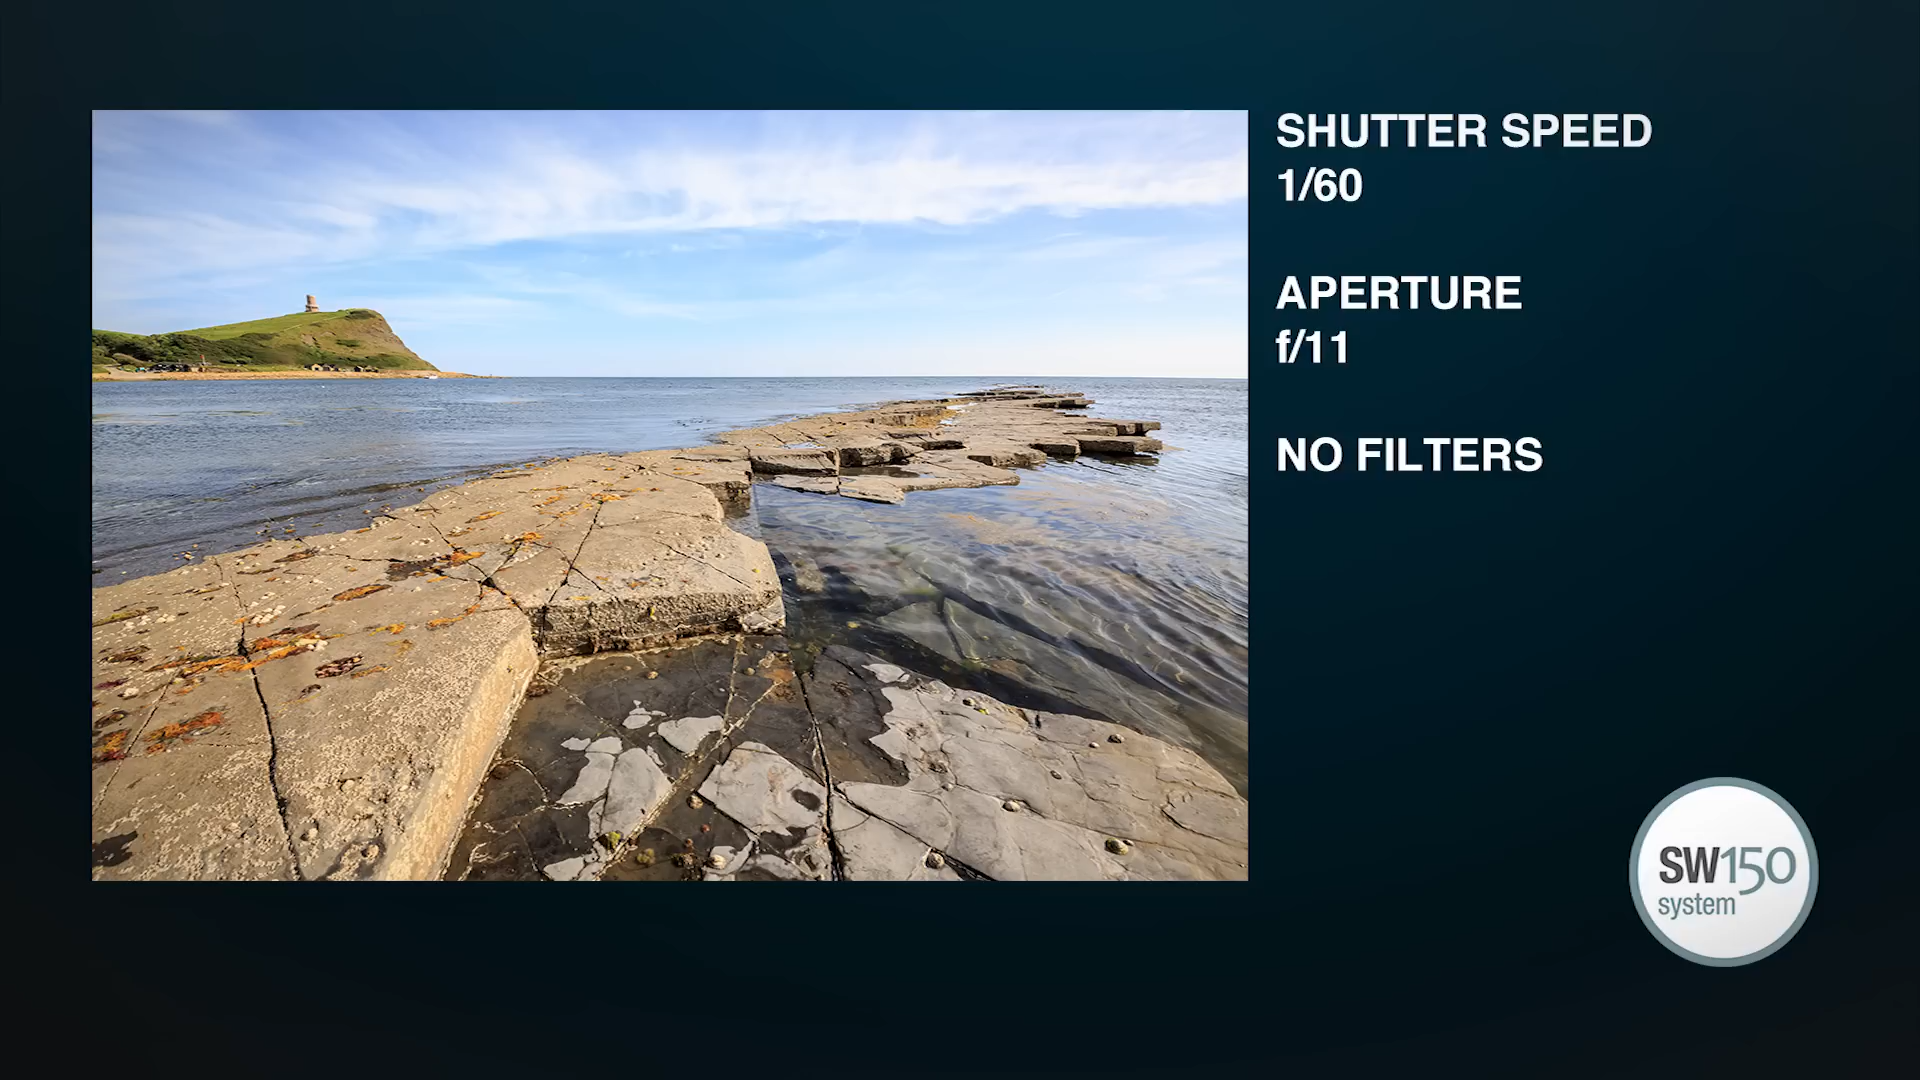 SHUTTER SPEED
1/60
APERTURE
f/11
NO FILTERS
SW150
system